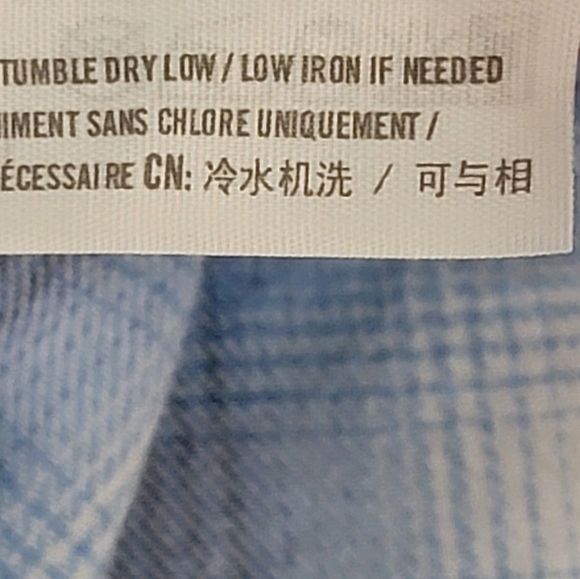 TUMBLE DRY LOW / LOW IRON IF NEEDED
IMENT SANS CHLORE UNIQUEMENT /
ÉCESSAIRE CN: 冷水机洗 / 可与相